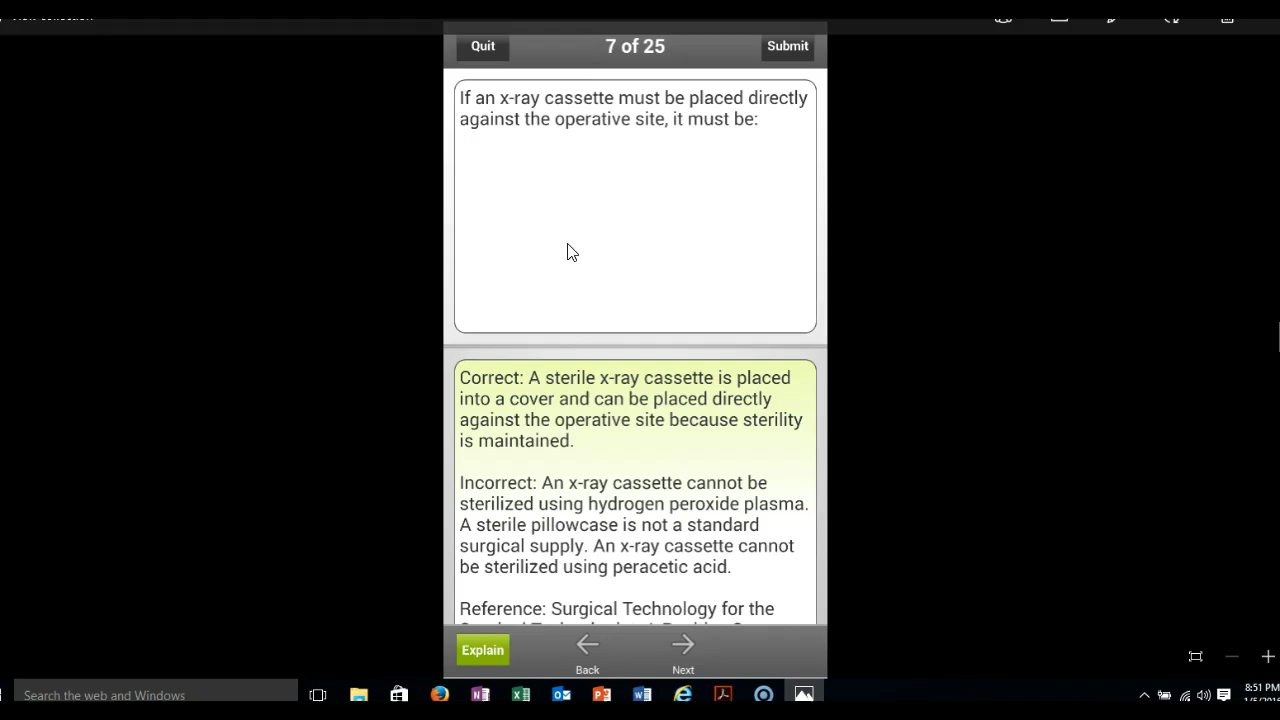 Quit
7 of 25
Submit
If an x-ray cassette must be placed directly
against the operative site, it must be:
Correct: A sterile x-ray cassette is placed
into a cover and can be placed directly
against the operative site because sterility
is maintained.
Incorrect: An x-ray cassette cannot be
sterilized using hydrogen peroxide plasma.
A sterile pillowcase is not a standard
surgical supply. An x-ray cassette cannot
be sterilized using peracetic acid.
Reference: Surgical Technology for the
Explain
Back
Next
Search the web and Windows
8:51 PM